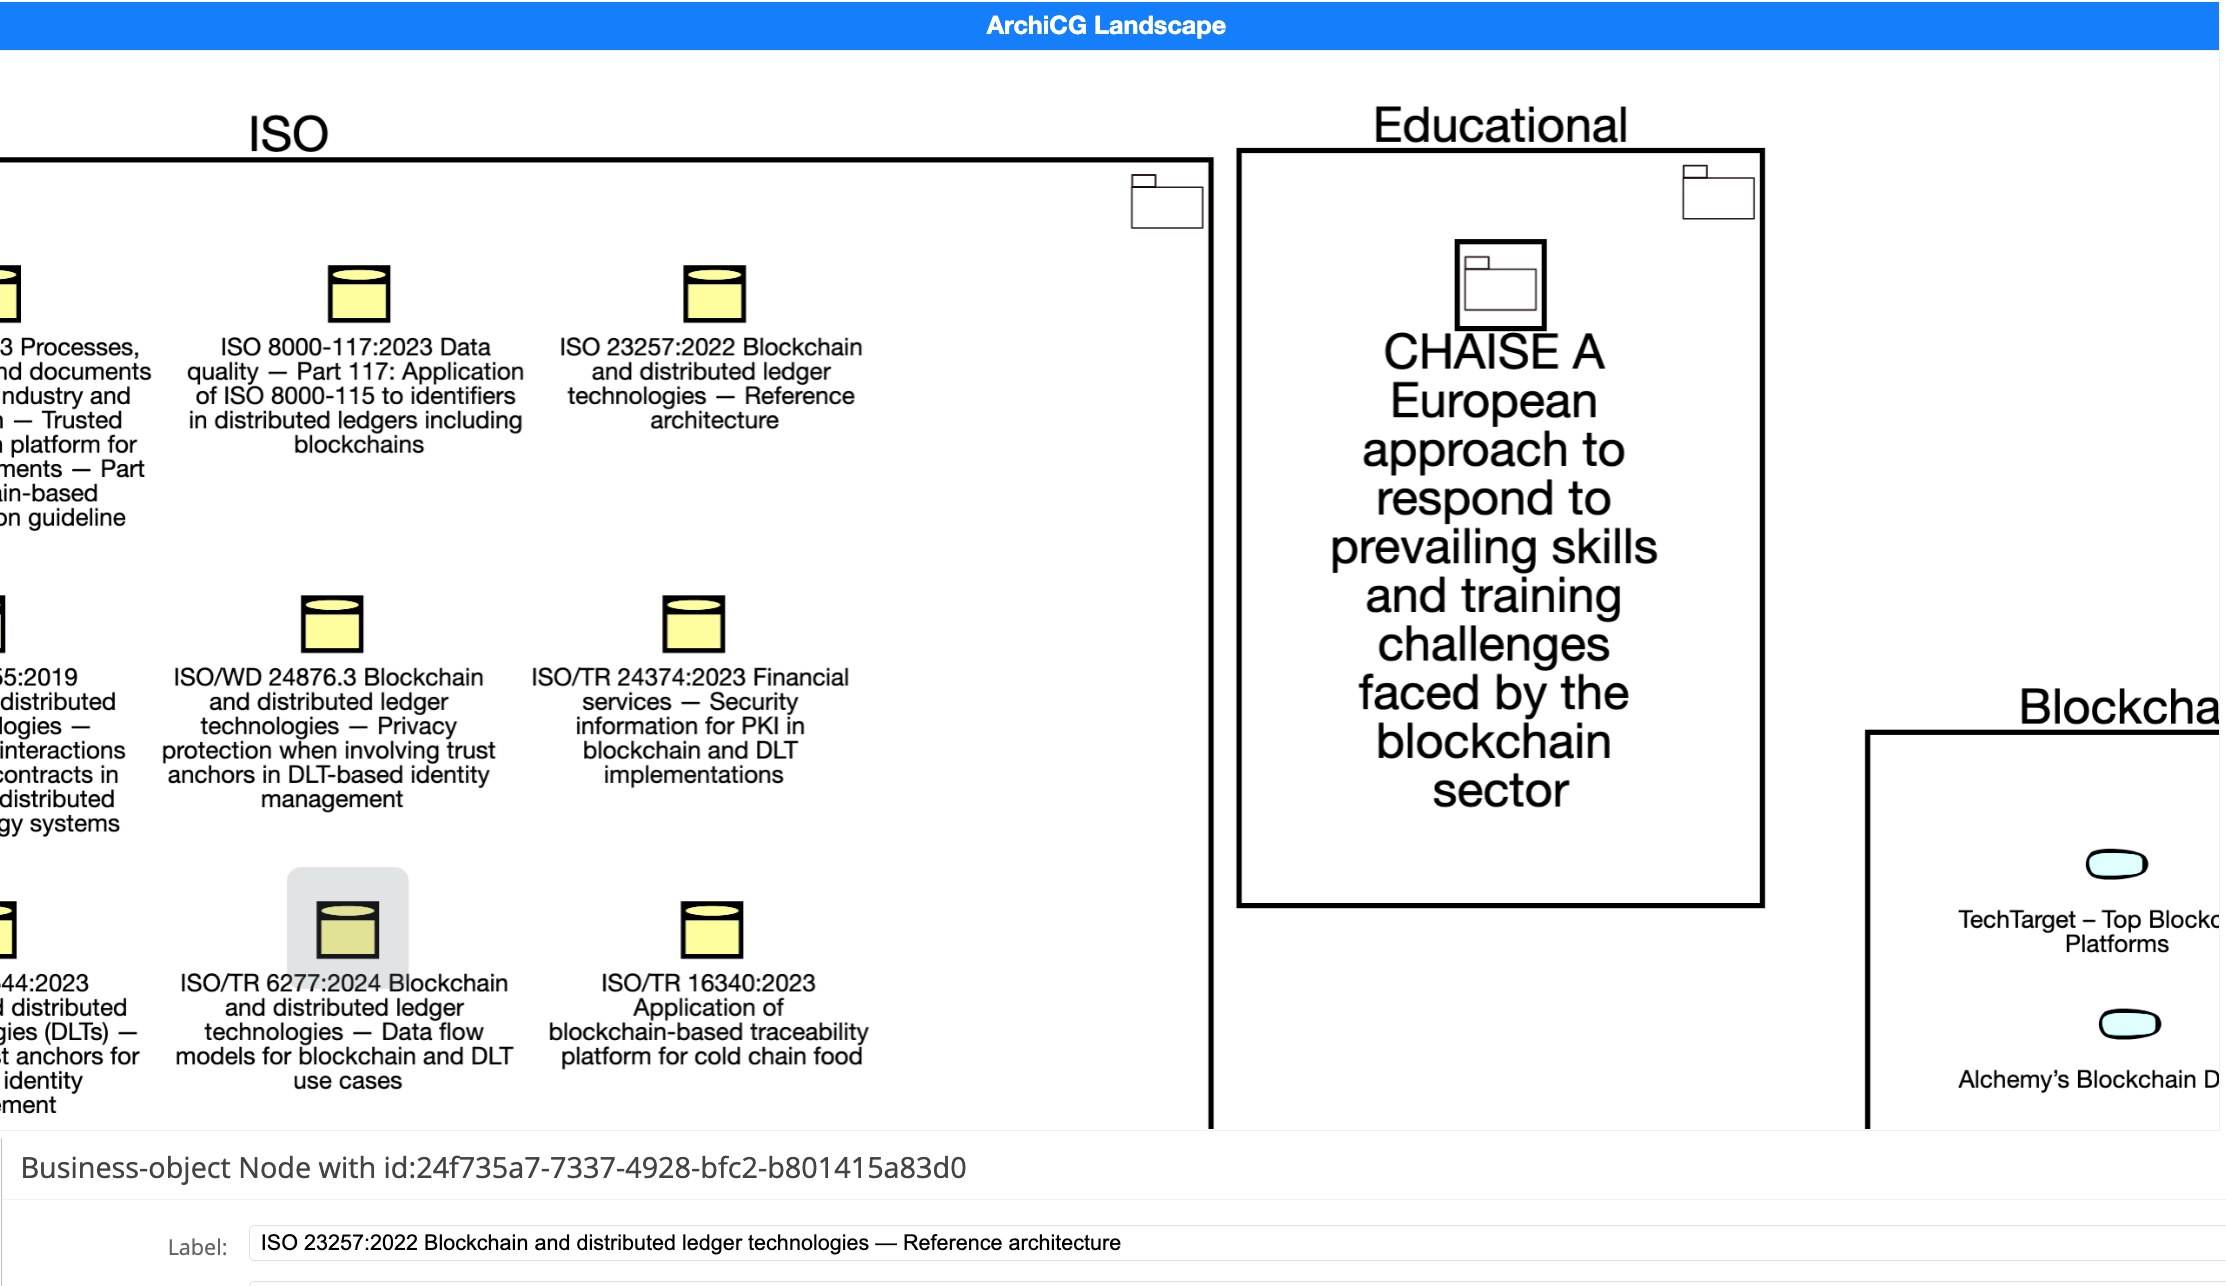 ArchiCG Landscape
ISO
3 Processes,
nd documents
ndustry and
— Trusted
platform for
ments — Part
in-based
on guideline
ISO 8000-117:2023 Data
quality — Part 117: Application
of ISO 8000-115 to identifiers
in distributed ledgers including
blockchains
ISO 23257:2022 Blockchain
and distributed ledger
technologies — Reference
architecture
55:2019
distributed
logies —
interactions
contracts in
distributed
gy systems
ISO/WD 24876.3 Blockchain
and distributed ledger
technologies — Privacy
protection when involving trust
anchors in DLT-based identity
management
ISO/TR 24374:2023 Financial
services — Security
information for PKI in
blockchain and DLT
implementations
44:2023
distributed
gies (DLTs) —
t anchors for
identity
ement
ISO/TR 6277:2024 Blockchain
and distributed ledger
technologies — Data flow
models for blockchain and DLT
use cases
ISO/TR 16340:2023
Application of
blockchain-based traceability
platform for cold chain food
Educational
CHAISE A
European
approach to
respond to
prevailing skills
and training
challenges
faced by the
blockchain
sector
Blockcha
TechTarget – Top Blockc
Platforms
Alchemy’s Blockchain D
Business-object Node with id:24f735a7-7337-4928-bfc2-b801415a83d0
Label:
ISO 23257:2022 Blockchain and distributed ledger technologies — Reference architecture